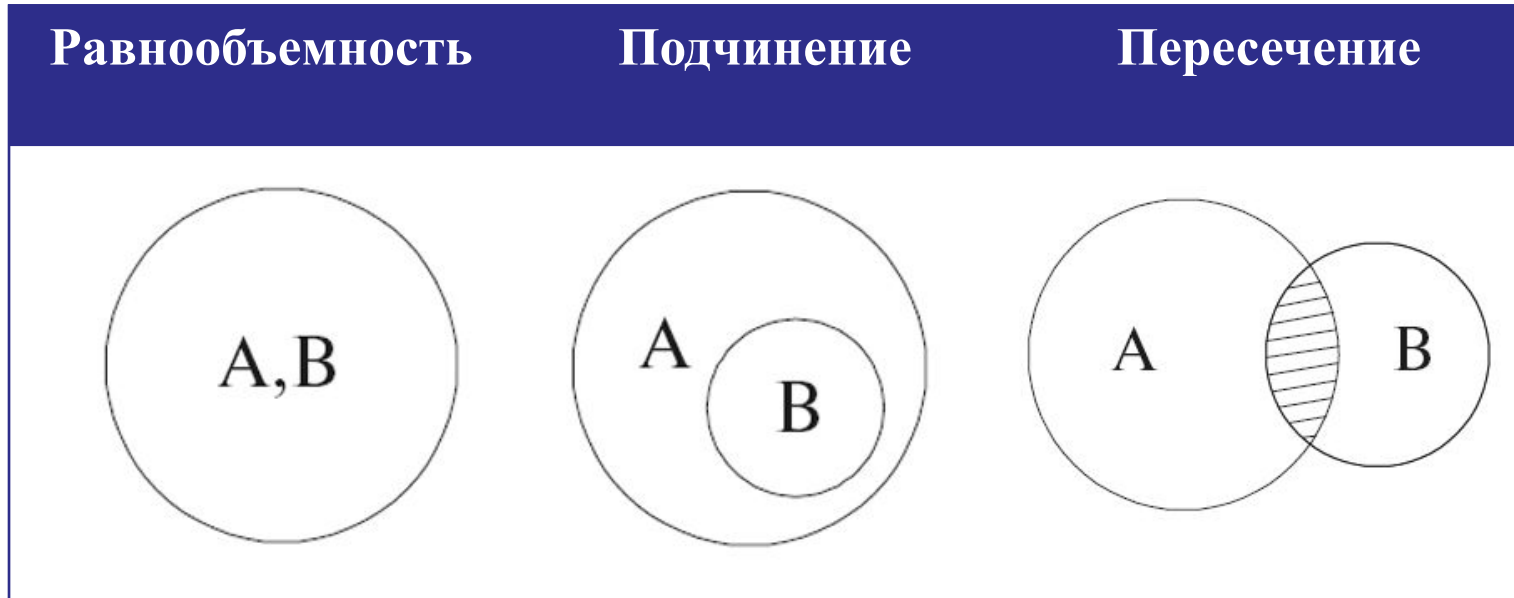 Равнообъемность
Подчинение
Пересечение
A,B
A
B
A
B